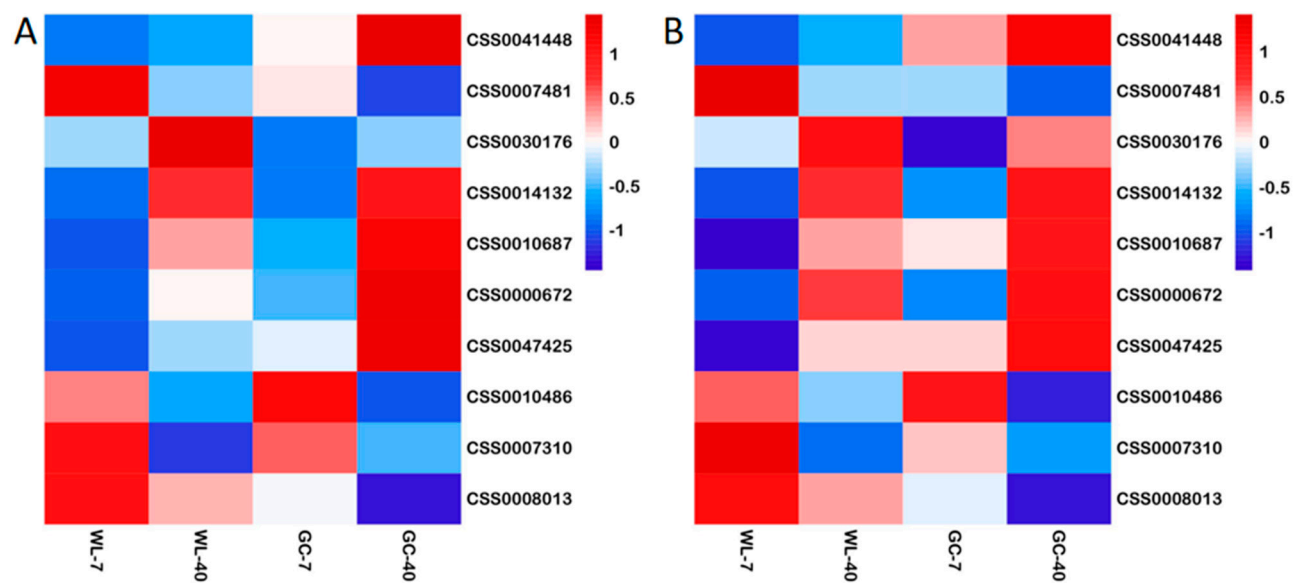 A
CSS0041448
CSS0007481
CSS0030176
CSS0014132
CSS0010687
CSS0000672
CSS0047425
CSS0010486
CSS0007310
CSS0008013
WL-7
WL-40
GC-7
GC-40
1
0.5
0
-0.5
-1
B
CSS0041448
CSS0007481
CSS0030176
CSS0014132
CSS0010687
CSS0000672
CSS0047425
CSS0010486
CSS0007310
CSS0008013
WL-7
WL-40
GC-7
GC-40
1
0.5
0
-0.5
-1